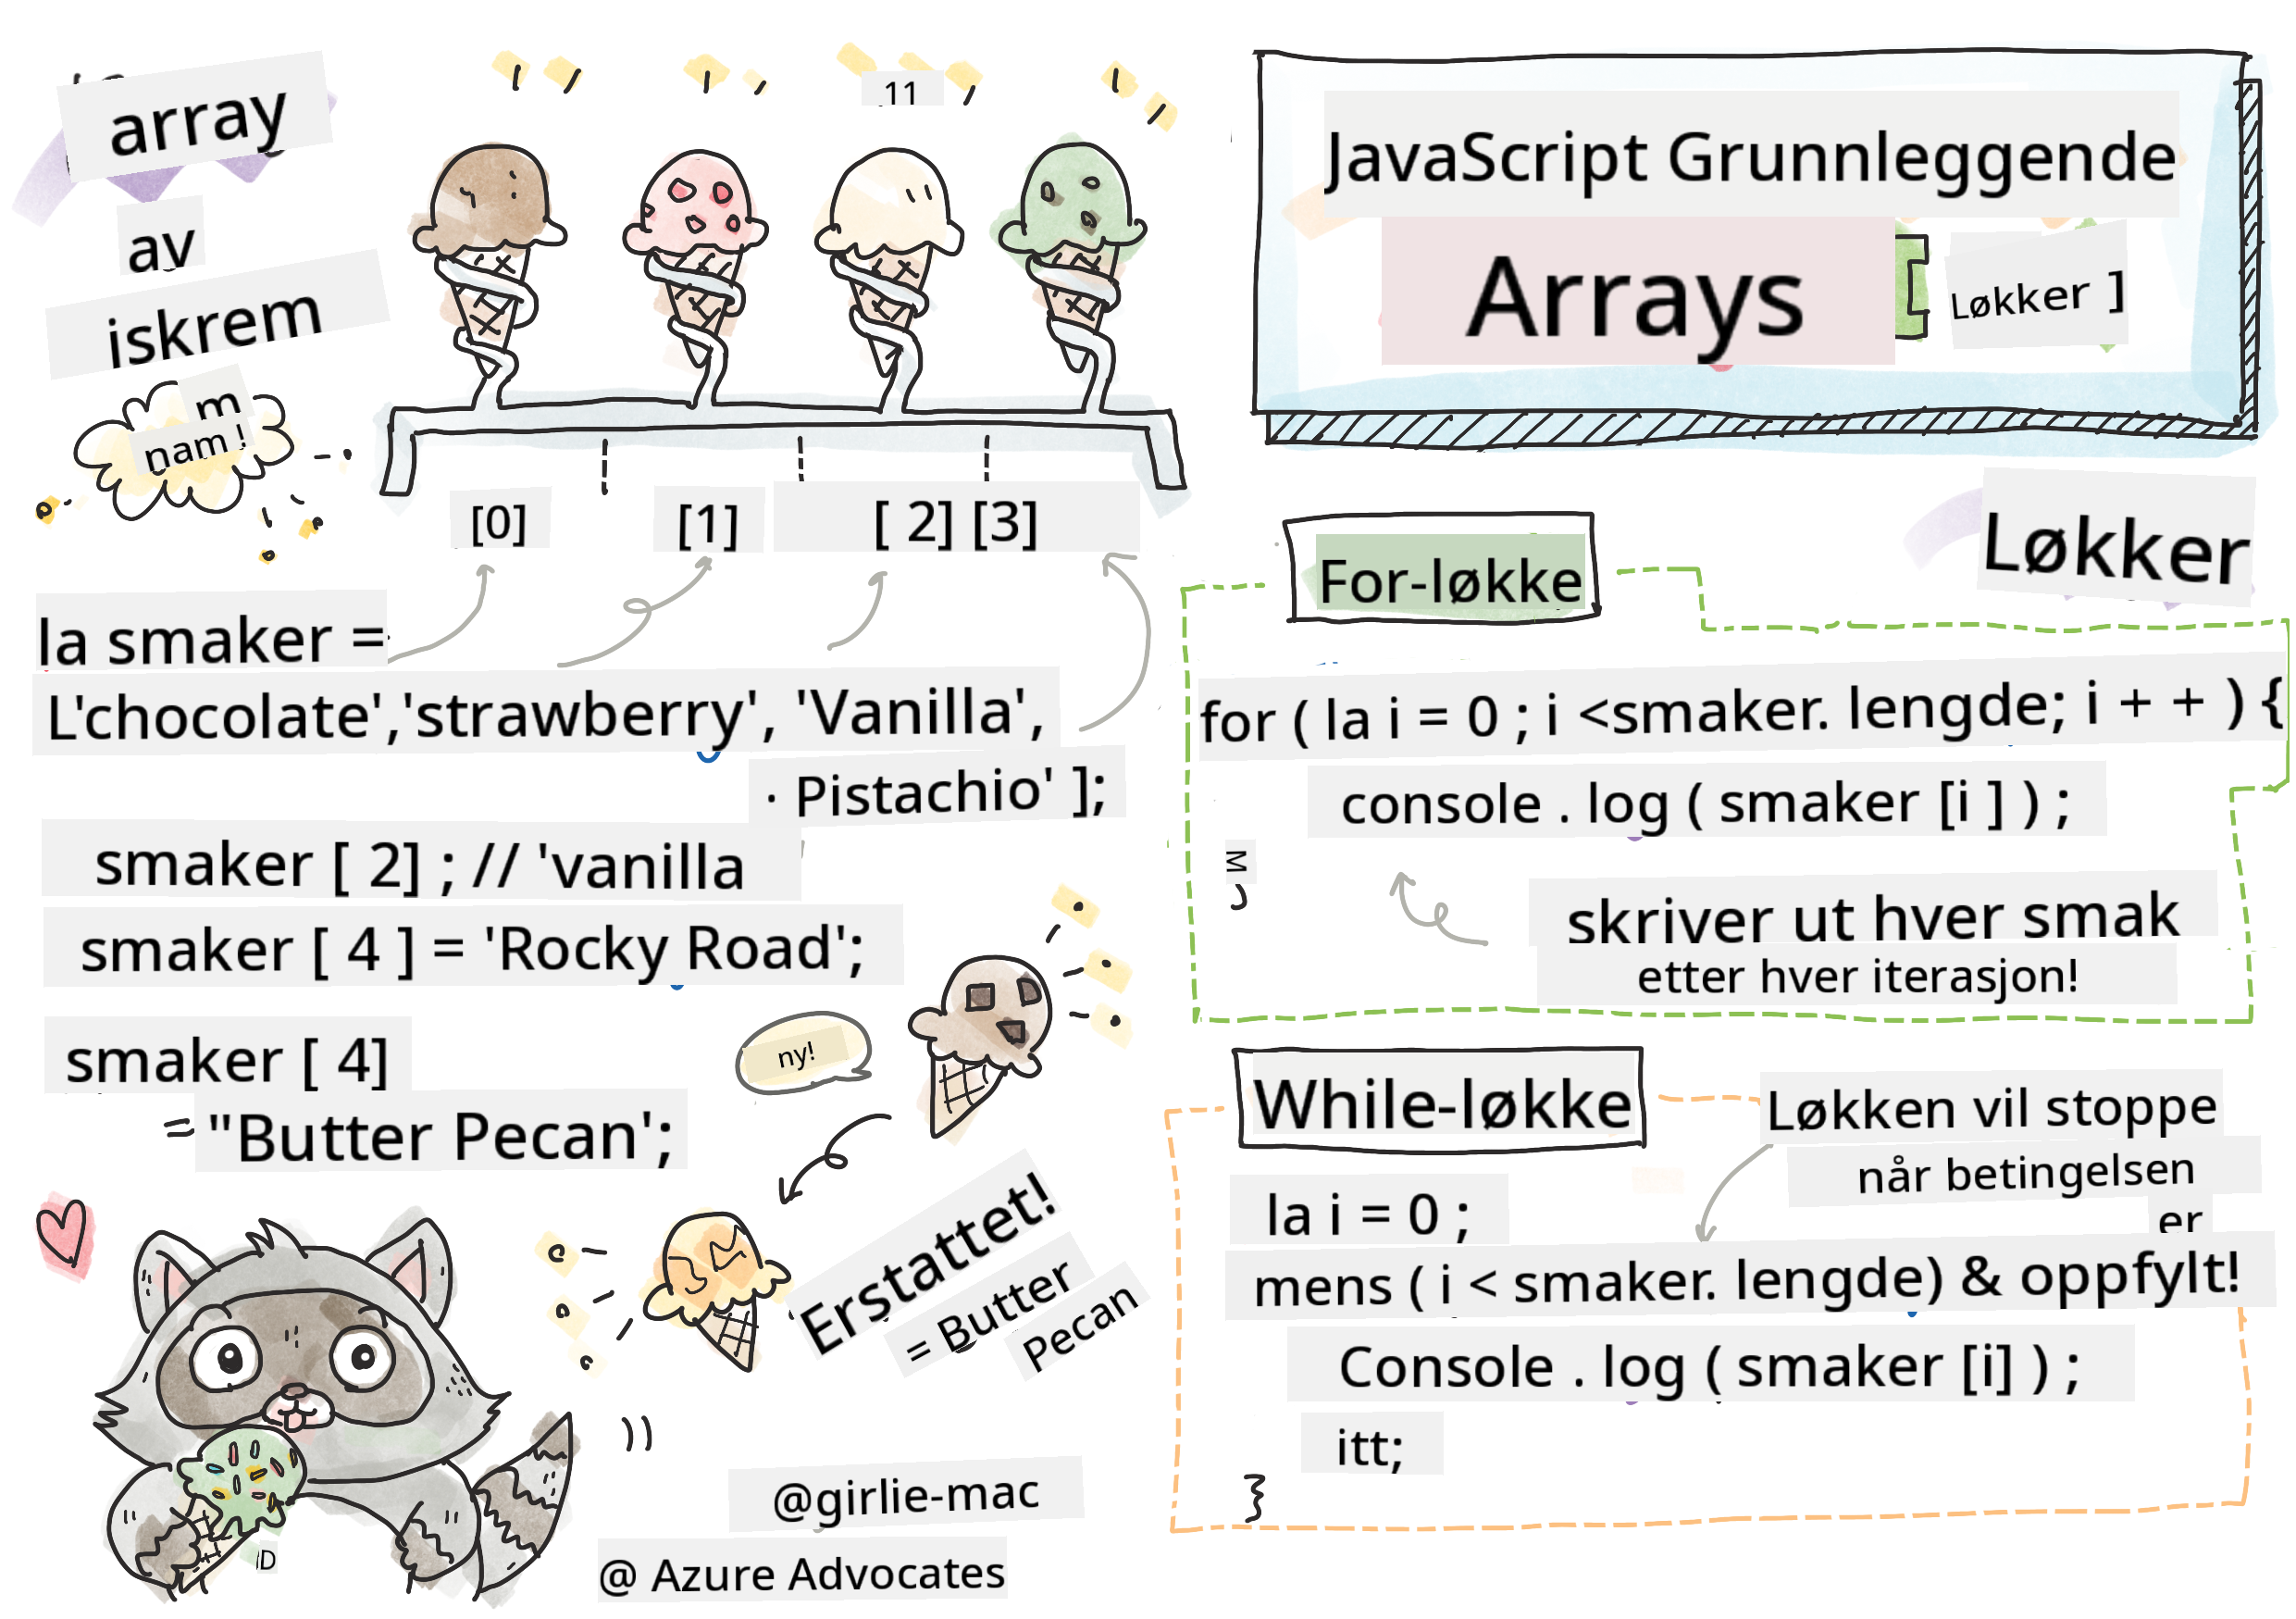 array
av
iskrem
m
nam !
11
[0]
[1]
[ 2] [3]
la smaker =
L'chocolate','strawberry', 'Vanilla',
· Pistachio' ];
smaker [ 2] ; // 'vanilla
smaker [ 4 ] = 'Rocky Road';
smaker [ 4]
= "Butter Pecan';
ny!
Erstattet!
= Butter
Pecan
D
@girlie-mac
@ Azure Advocates
JavaScript Grunnleggende
Arrays
[ Løkker ]
Løkker
For-løkke
for ( la i = 0 ; i <smaker. lengde; i + + ) {
console . log ( smaker [i ] ) ;
M
skriver ut hver smak
etter hver iterasjon!
While-løkke
Løkken vil stoppe
når betingelsen
er
la i = 0 ;
mens ( i < smaker. lengde) & oppfylt!
Console . log ( smaker [i] ) ;
itt;
}